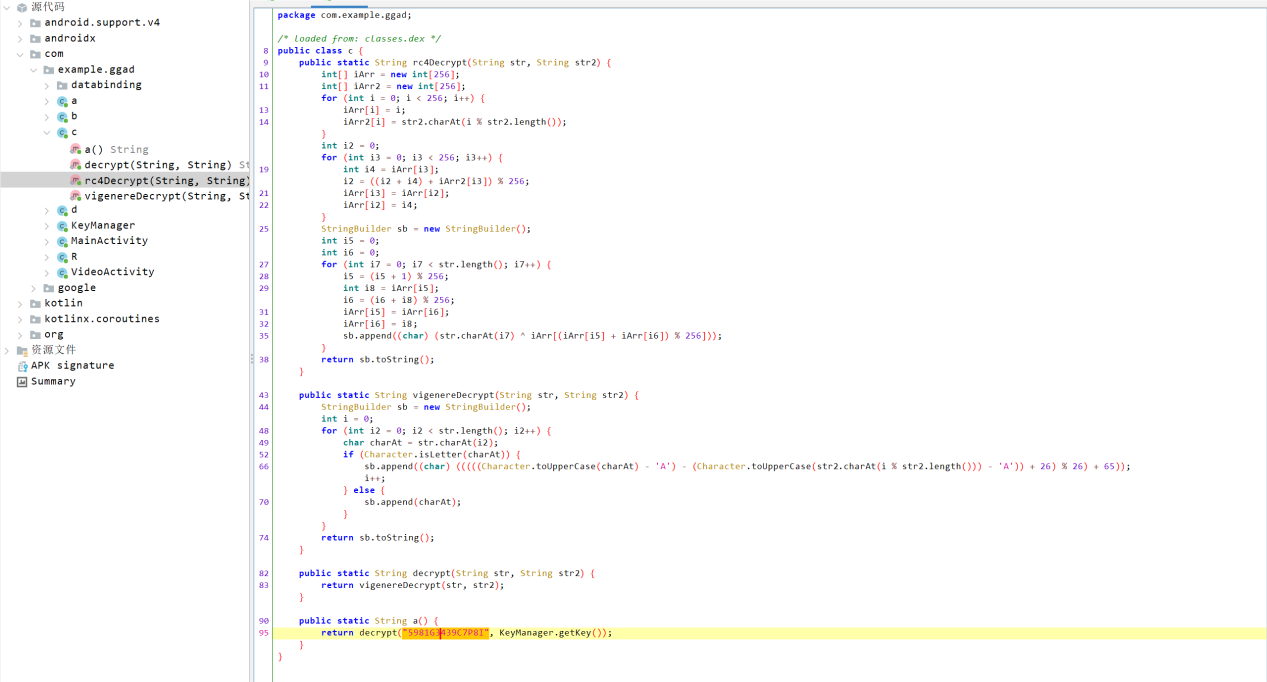 源代码
android.support.v4
androidx
com
example.ggad
databinding
a
b
c
a() String
decrypt(String, String) St
rc4Decrypt(String, String)
vigenereDecrypt(String, St
d
KeyManager
MainActivity
R
VideoActivity
google
kotlin
kotlinx.coroutines
org
资源文件
APK signature
Summary
package com.example.ggad;
/* loaded from: classes.dex */
8 public class c {
9 public static String rc4Decrypt(String str, String str2) {
10 int[] iArr = new int[256];
11 int[] iArr2 = new int[256];
for (int i = 0; i < 256; i++) {
13 iArr[i] = i;
14 iArr2[i] = str2.charAt(i % str2.length());
}
int i2 = 0;
for (int i3 = 0; i3 < 256; i3++) {
19 int i4 = iArr[i3];
i2 = ((i2 + i4) + iArr2[i3]) % 256;
21 iArr[i3] = iArr[i2];
22 iArr[i2] = i4;
}
25 StringBuilder sb = new StringBuilder();
int i5 = 0;
int i6 = 0;
27 for (int i7 = 0; i7 < str.length(); i7++) {
28 i5 = (i5 + 1) % 256;
29 int i8 = iArr[i5];
i6 = (i6 + i8) % 256;
31 iArr[i5] = iArr[i6];
32 iArr[i6] = i8;
35 sb.append((char) (str.charAt(i7) ^ iArr[(iArr[i5] + iArr[i6]) % 256]));
}
38 return sb.toString();
}
43 public static String vigenereDecrypt(String str, String str2) {
44 StringBuilder sb = new StringBuilder();
int i = 0;
48 for (int i2 = 0; i2 < str.length(); i2++) {
49 char charAt = str.charAt(i2);
52 if (Character.isLetter(charAt)) {
66 sb.append((char) (((((Character.toUpperCase(charAt) - 'A') - (Character.toUpperCase(str2.charAt(i % str2.length())) - 'A')) + 26) % 26) + 65));
i++;
} else {
70 sb.append(charAt);
}
}
74 return sb.toString();
}
82 public static String decrypt(String str, String str2) {
83 return vigenereDecrypt(str, str2);
}
90 public static String a() {
95 return decrypt("5981G3439C7P8I", KeyManager.getKey());
}
}